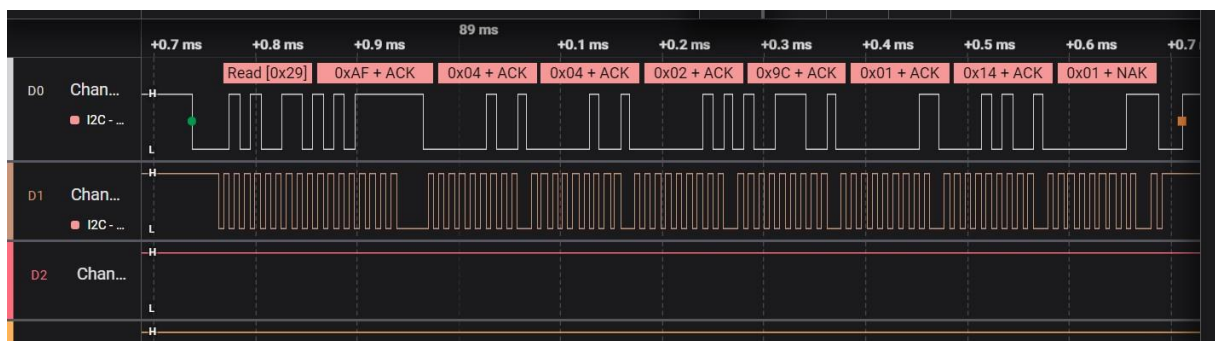 89 ms
+0.7 ms +0.8 ms +0.9 ms +0.1 ms +0.2 ms +0.3 ms +0.4 ms +0.5 ms +0.6 ms +0.7
Read [0x29] 0xAF + ACK 0x04 + ACK 0x04 + ACK 0x02 + ACK 0x9C + ACK 0x01 + ACK 0x14 + ACK 0x01 + NAK
D0 Chan... H
I2C - ...
L
D1 Chan... H
I2C - ...
L
D2 Chan... H
L
H